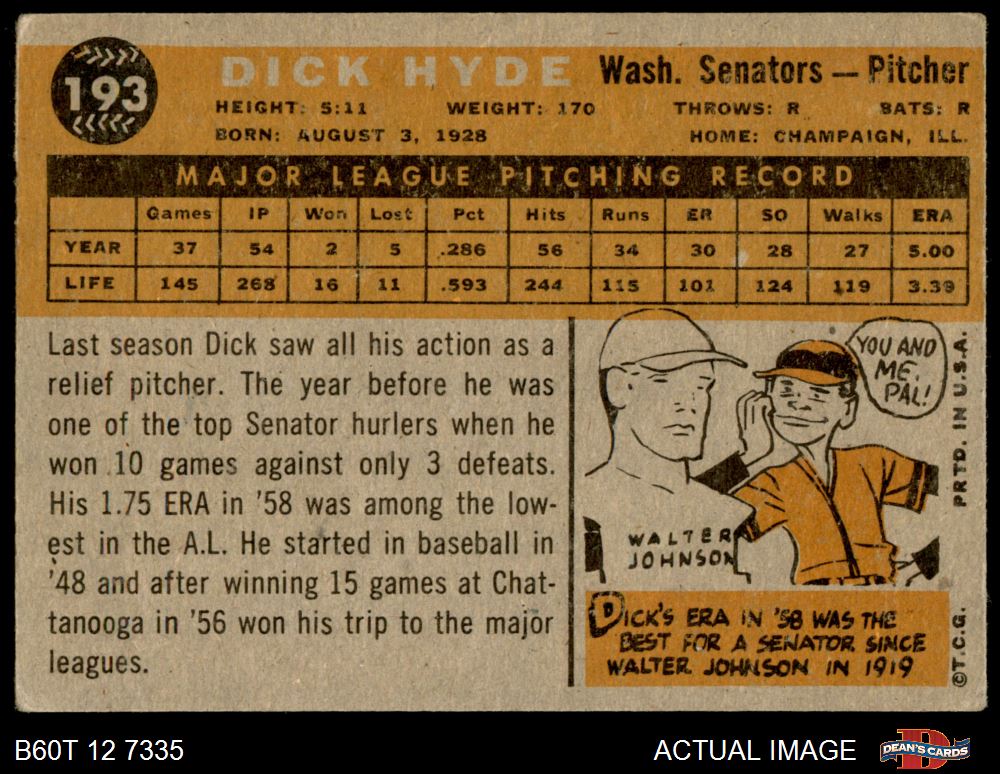 193
DICK HYDE Wash. Senators — Pitcher
HEIGHT: 5:11 WEIGHT: 170 THROWS: R BATS: R
BORN: AUGUST 3, 1928 HOME: CHAMPAIGN, ILL.
MAJOR LEAGUE PITCHING RECORD
Games IP Won Lost Pct Hits Runs ER SO Walks ERA
YEAR 37 54 2 5 .286 56 34 30 28 27 5.00
LIFE 145 268 16 11 .593 244 115 101 124 119 3.39
Last season Dick saw all his action as a
relief pitcher. The year before he was
one of the top Senator hurlers when he
won 10 games against only 3 defeats.
His 1.75 ERA in '58 was among the low-
est in the A.L. He started in baseball in
'48 and after winning 15 games at Chat-
tanooga in '56 won his trip to the major
leagues.
YOU AND
ME,
PAL!
WALTER
JOHNSON
DICK'S ERA IN '58 WAS THE
BEST FOR A SENATOR SINCE
WALTER JOHNSON IN 1919
PRTD. IN U.S.A.
©T.C.G.
B60T 12 7335
ACTUAL IMAGE
DEAN'S CARDS